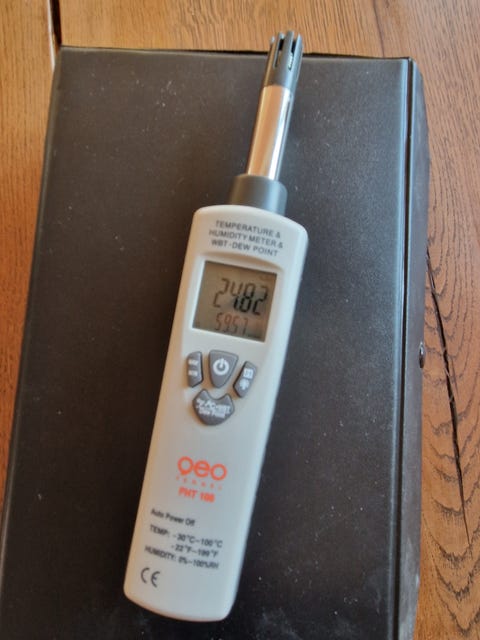 TEMPERATURE &
HUMIDITY METER &
WBT-DEW POINT
24.82
59.57
geo
FENNEL
FHT 100
Auto Power Off
TEMP: -30°C~100°C
-22°F~199°F
HUMIDITY: 0%~100%RH
CE